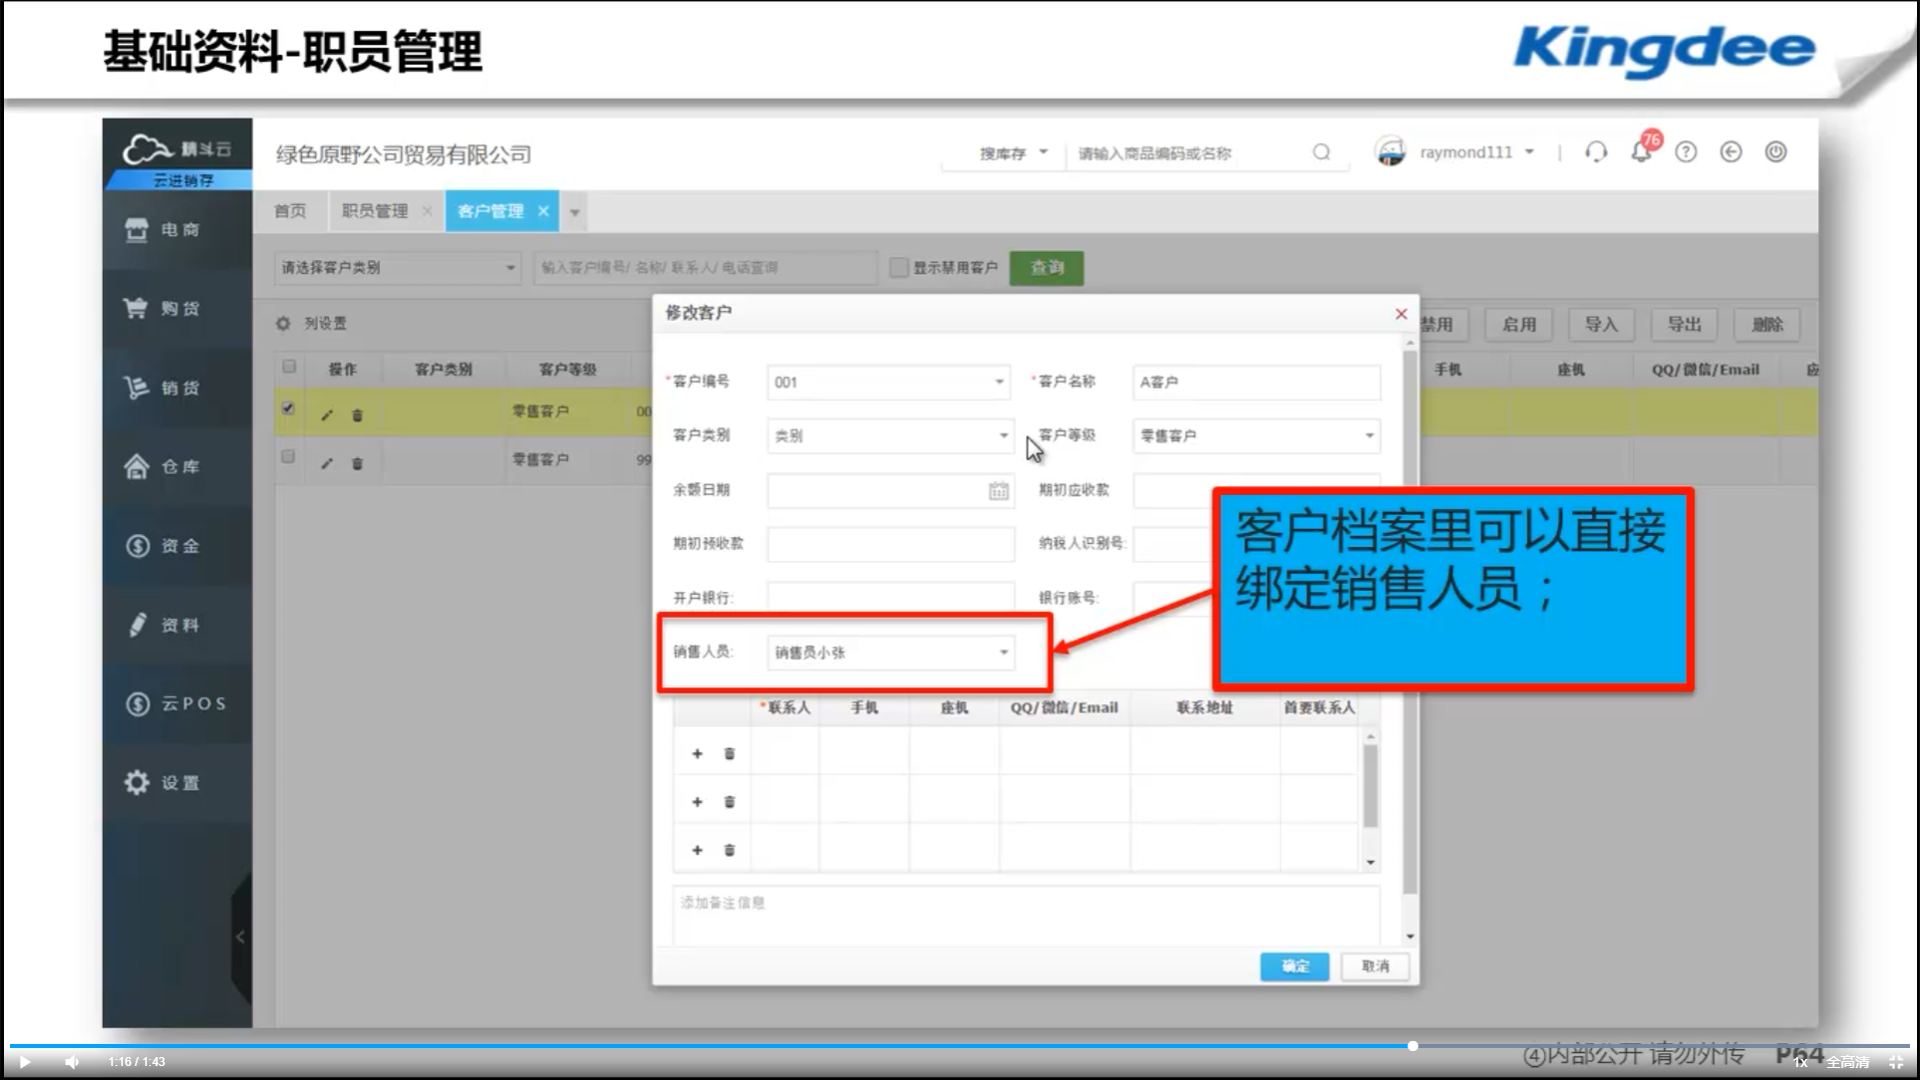 基础资料-职员管理
Kingdee
精斗云
云进销存
绿色原野公司贸易有限公司
搜库存
请输入商品编码或名称
raymond111
76
首页
职员管理
客户管理
请选择客户类别
输入客户编号/ 名称/ 联系人/ 电话查询
显示禁用客户
查询
列设置
禁用
启用
导入
导出
删除
操作
客户类别
客户等级
手机
座机
QQ/微信/Email
应
零售客户
00
零售客户
99
电商
购货
销货
仓库
资金
资料
云POS
设置
修改客户
*客户编号
001
*客户名称
A客户
客户类别
类别
客户等级
零售客户
余额日期
期初应收款
期初预收款
纳税人识别号:
开户银行:
银行账号:
销售人员:
销售员小张
客户档案里可以直接
绑定销售人员；
*联系人
手机
座机
QQ/微信/Email
联系地址
首要联系人
添加备注信息
确定
取消
1:16 / 1:43
④内部公开 请勿外传
P64
1x
全高清